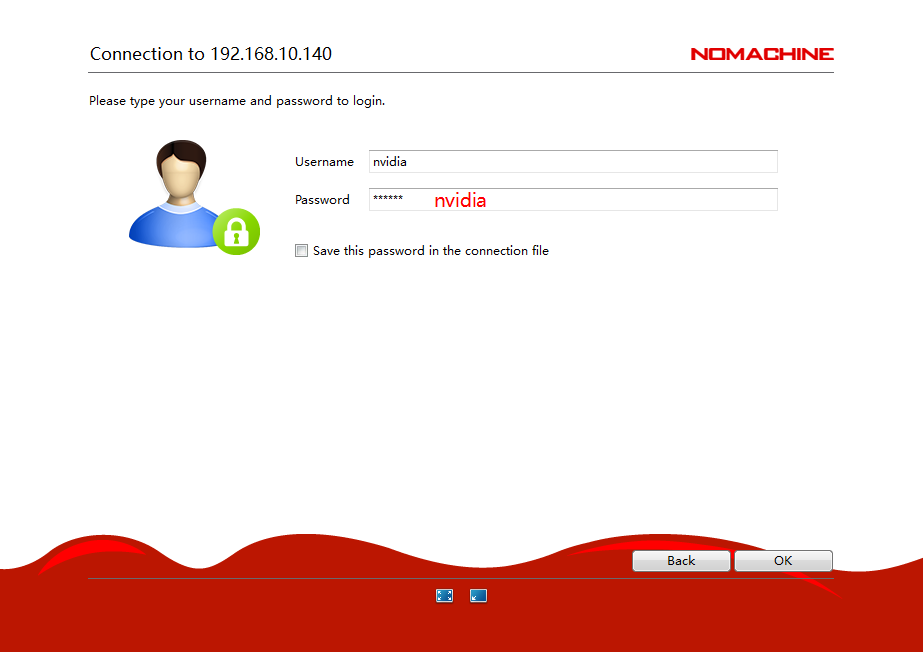 Connection to 192.168.10.140
NOMACHINE
Please type your username and password to login.
Username nvidia
Password ****** nvidia
Save this password in the connection file
Back OK